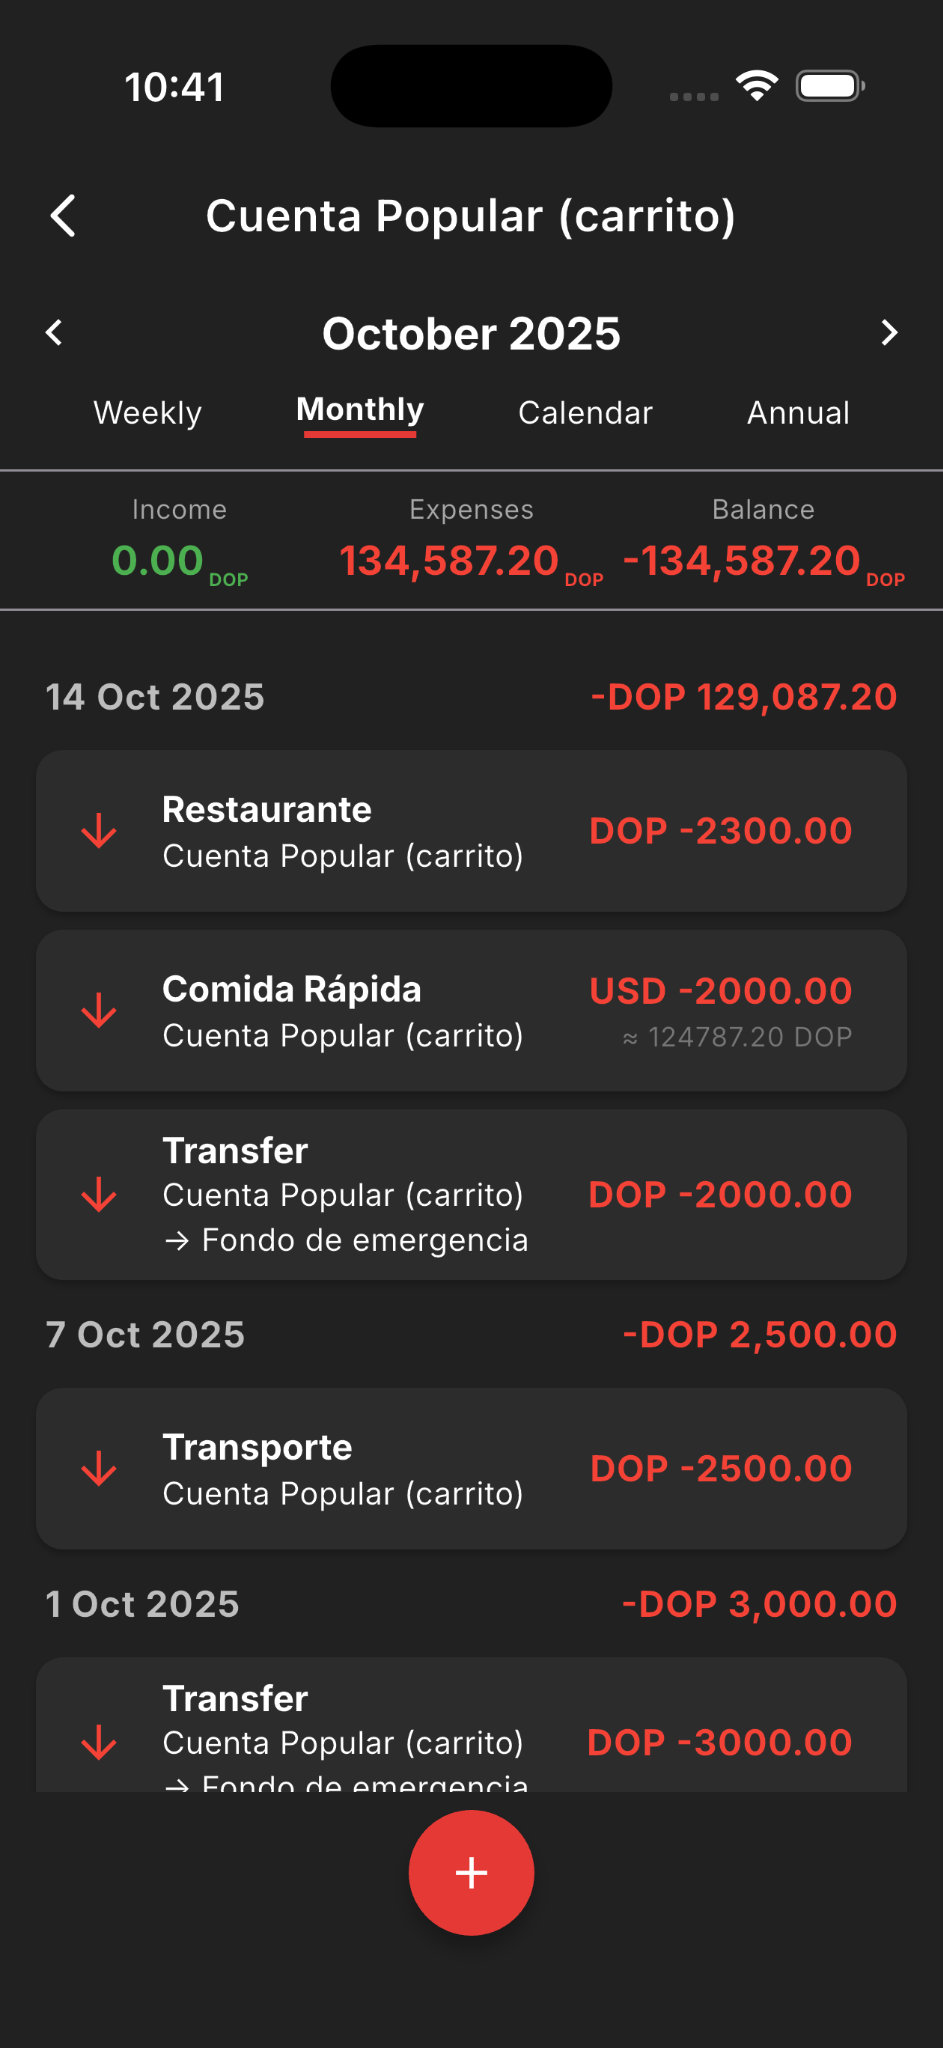 10:41
Cuenta Popular (carrito)
October 2025
Weekly Monthly Calendar Annual
Income Expenses Balance
0.00 DOP 134,587.20 DOP -134,587.20 DOP
14 Oct 2025 -DOP 129,087.20
Restaurante
Cuenta Popular (carrito)
DOP -2300.00
Comida Rápida
Cuenta Popular (carrito)
USD -2000.00
≈ 124787.20 DOP
Transfer
Cuenta Popular (carrito)
→ Fondo de emergencia
DOP -2000.00
7 Oct 2025 -DOP 2,500.00
Transporte
Cuenta Popular (carrito)
DOP -2500.00
1 Oct 2025 -DOP 3,000.00
Transfer
Cuenta Popular (carrito)
→ Fondo de emergencia
DOP -3000.00
+